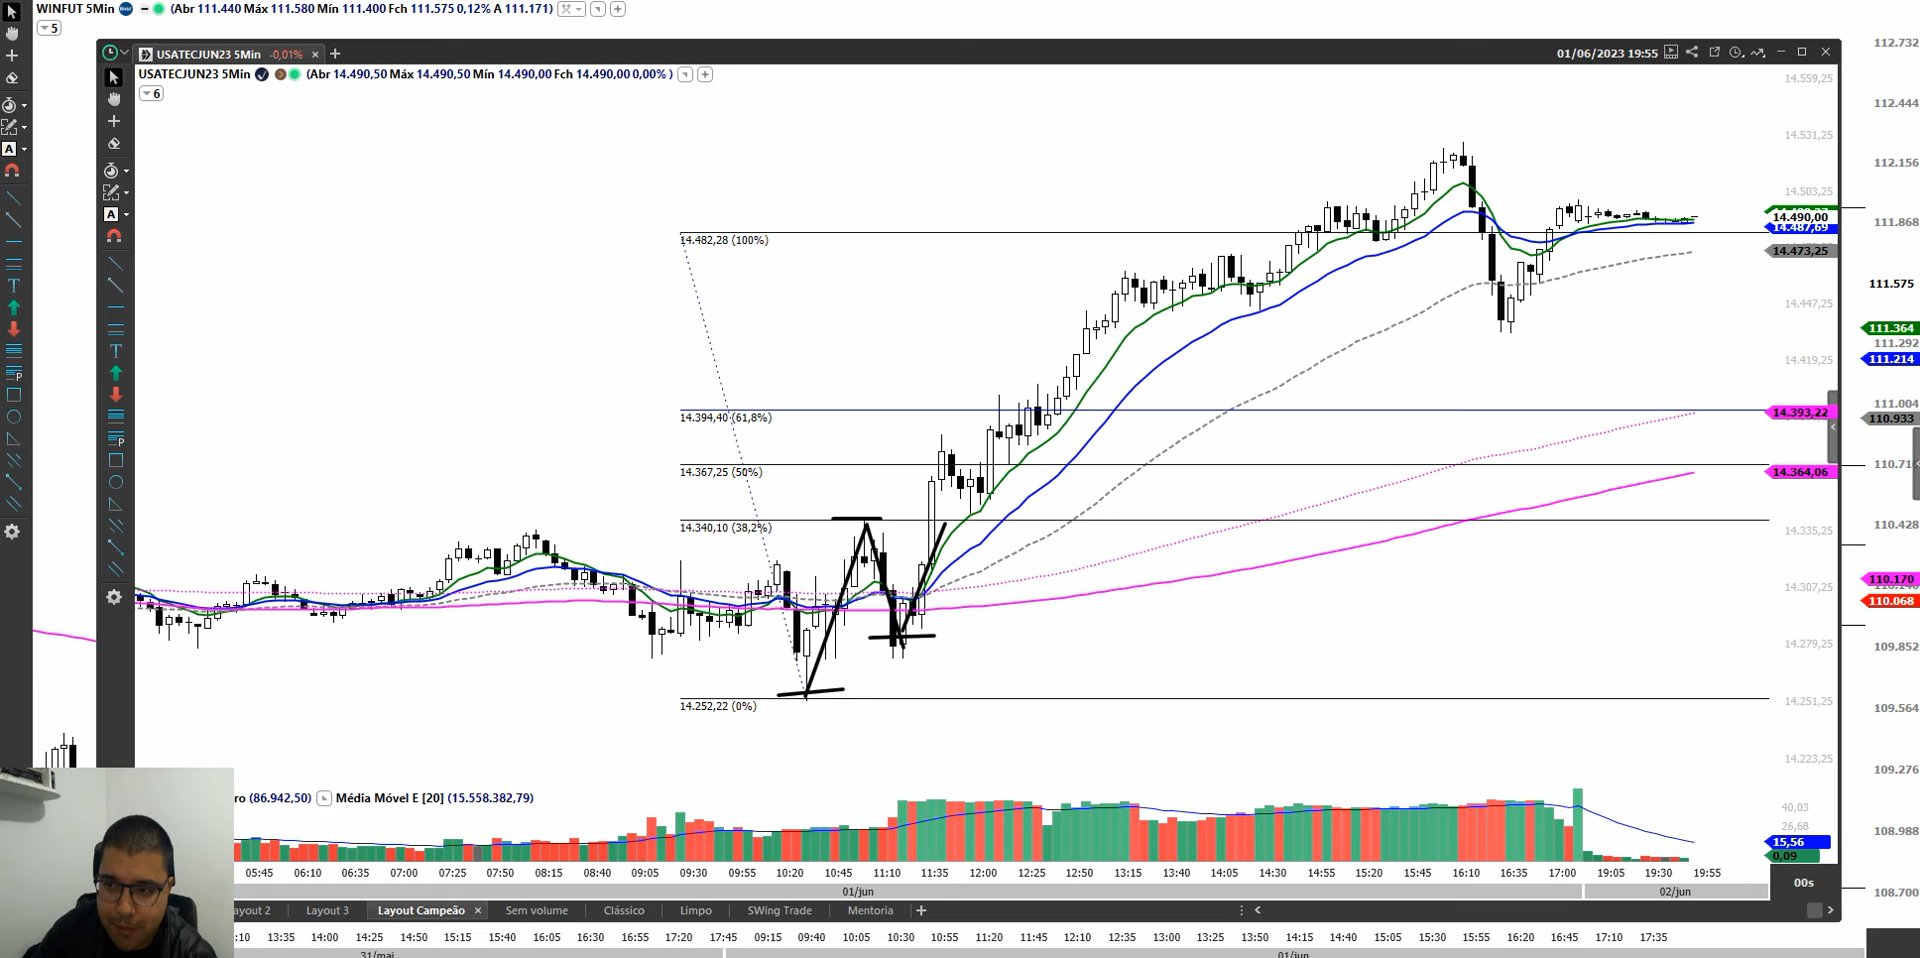 WINFUT 5Min (Abr 111.440 Máx 111.580 Mín 111.400 Fch 111.575 0,12% A 111.171)
5
USATECJUN23 5Min -0,01%
01/06/2023 19:55
USATECJUN23 5Min (Abr 14.490,50 Máx 14.490,50 Mín 14.490,00 Fch 14.490,00 0,00% )
6
A
A
T
T
P
P
14.482,28 (100%)
14.394,40 (61,8%)
14.367,25 (50%)
14.340,10 (38,2%)
14.252,22 (0%)
14.559,25
14.531,25
14.503,25
14.490,00
14.487,69
14.473,25
14.447,25
14.419,25
14.393,22
14.364,06
14.335,25
14.307,25
14.279,25
14.251,25
14.223,25
40,03
26,68
15,56
0,09
00s
112.732
112.444
112.156
111.868
111.575
111.364
111.292
111.214
111.004
110.933
110.71
110.428
110.170
110.068
109.852
109.564
109.276
108.988
108.700
ro (86.942,50) Média Móvel E [20] (15.558.382,79)
05:45 06:10 06:35 07:00 07:25 07:50 08:15 08:40 09:05 09:30 09:55 10:20 10:45 11:10 11:35 12:00 12:25 12:50 13:15 13:40 14:05 14:30 14:55 15:20 15:45 16:10 16:35 17:00 19:05 19:30 19:55
01/jun 02/jun
ayout 2 Layout 3 Layout Campeão Sem volume Clássico Limpo SWing Trade Mentoria
:10 13:35 14:00 14:25 14:50 15:15 15:40 16:05 16:30 16:55 17:20 17:45 09:15 09:40 10:05 10:30 10:55 11:20 11:45 12:10 12:35 13:00 13:25 13:50 14:15 14:40 15:05 15:30 15:55 16:20 16:45 17:10 17:35
31/mai 01/jun